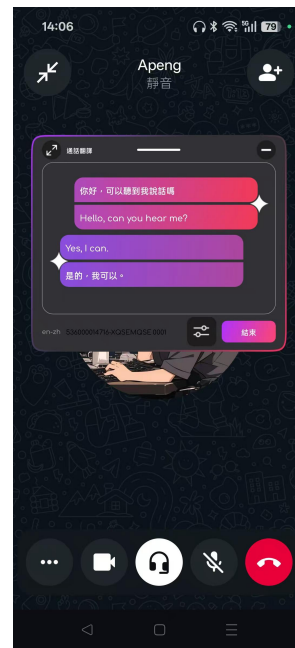 14:06
5G 79
Apeng
靜音
通話翻譯
你好，可以聽到我說話嗎
Hello, can you hear me?
Yes, I can.
是的，我可以。
en-zh
結束